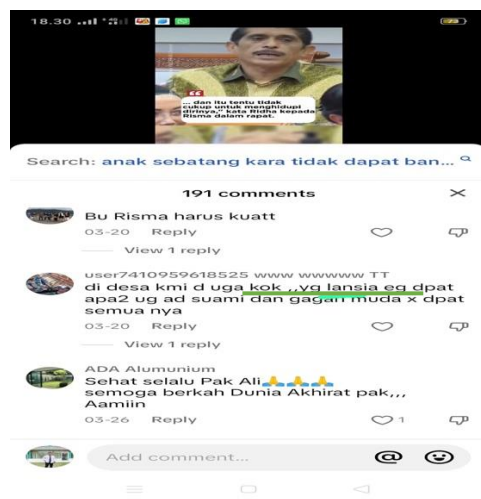 18.30
... dan itu tentu tidak
cukup untuk menghidupi
dirinya," kata Ridha kepada
Risma dalam rapat.
Search: anak sebatang kara tidak dapat ban...
191 comments
Bu Risma harus kuatt
03-20 Reply
View 1 reply
user7410959618525 www wwwww TT
di desa kmi d uga kok ,,yg lansia eg dpat
apa2 ug ad suami dan gagah muda x dpat
semua nya
03-20 Reply
View 1 reply
ADA Alumunium
Sehat selalu Pak Ali🙏🙏🙏
semoga berkah Dunia Akhirat pak,,,
Aamiin
03-26 Reply 1
Add comment...